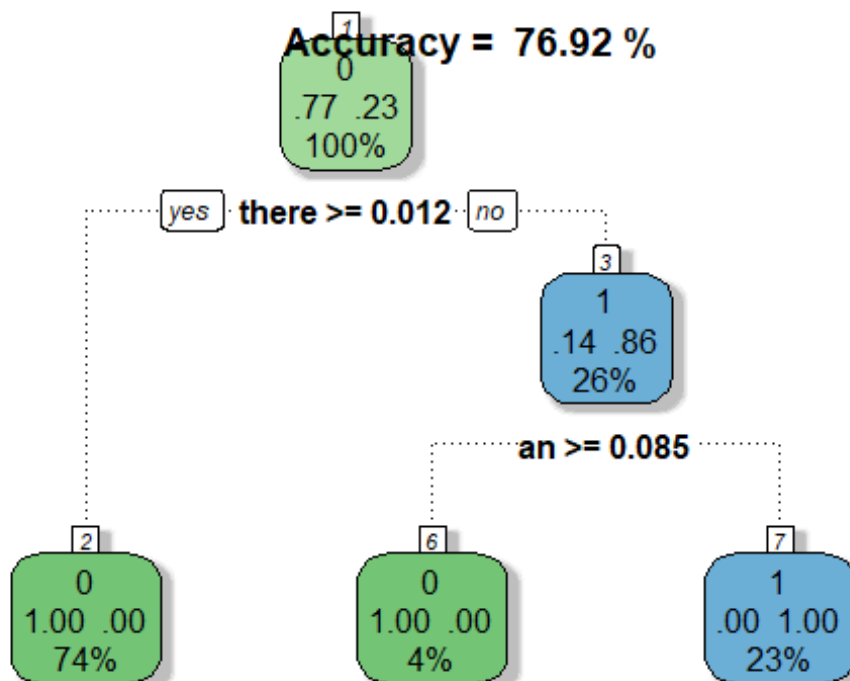 1
Accuracy = 76.92 %
0
.77 .23
100%
yes there >= 0.012 no
3
1
.14 .86
26%
an >= 0.085
2 6 7
0 0 1
1.00 .00 1.00 .00 .00 1.00
74% 4% 23%